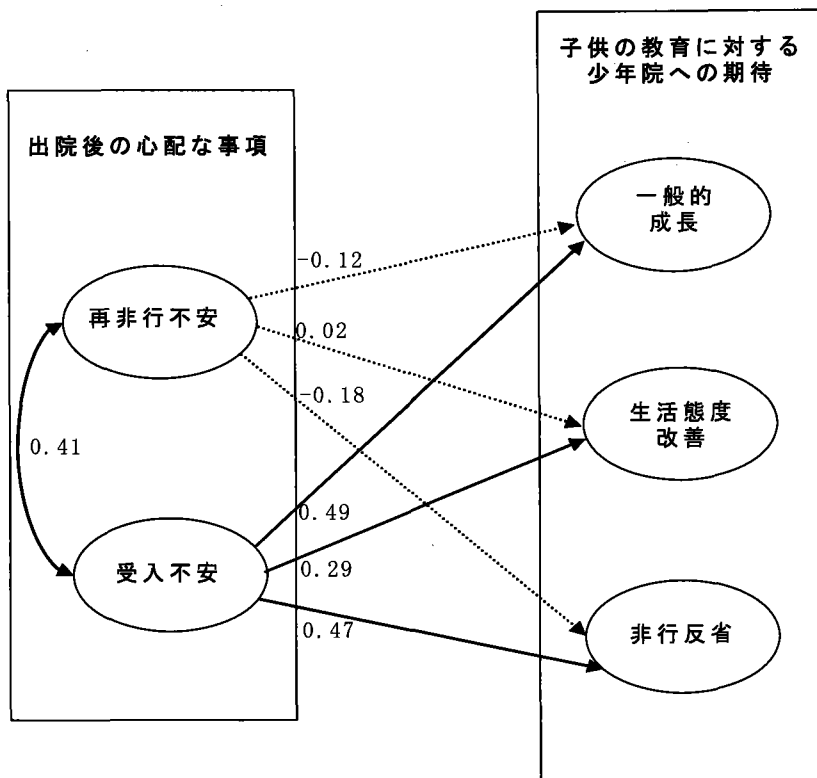 子供の教育に対する
少年院への期待
出院後の心配な事項
一般的
成長
-0.12
再非行不安
0.02
-0.18
生活態度
改善
0.41
0.49
受入不安
0.29
0.47
非行反省